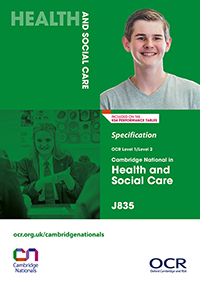 HEALTH
AND SOCIAL CARE
INCLUDED ON THE
KS4 PERFORMANCE TABLES
Specification
OCR Level 1/Level 2
Cambridge National in
Health and
Social Care
J835
ocr.org.uk/cambridgenationals
Cambridge
Nationals
OCR
Oxford Cambridge and RSA